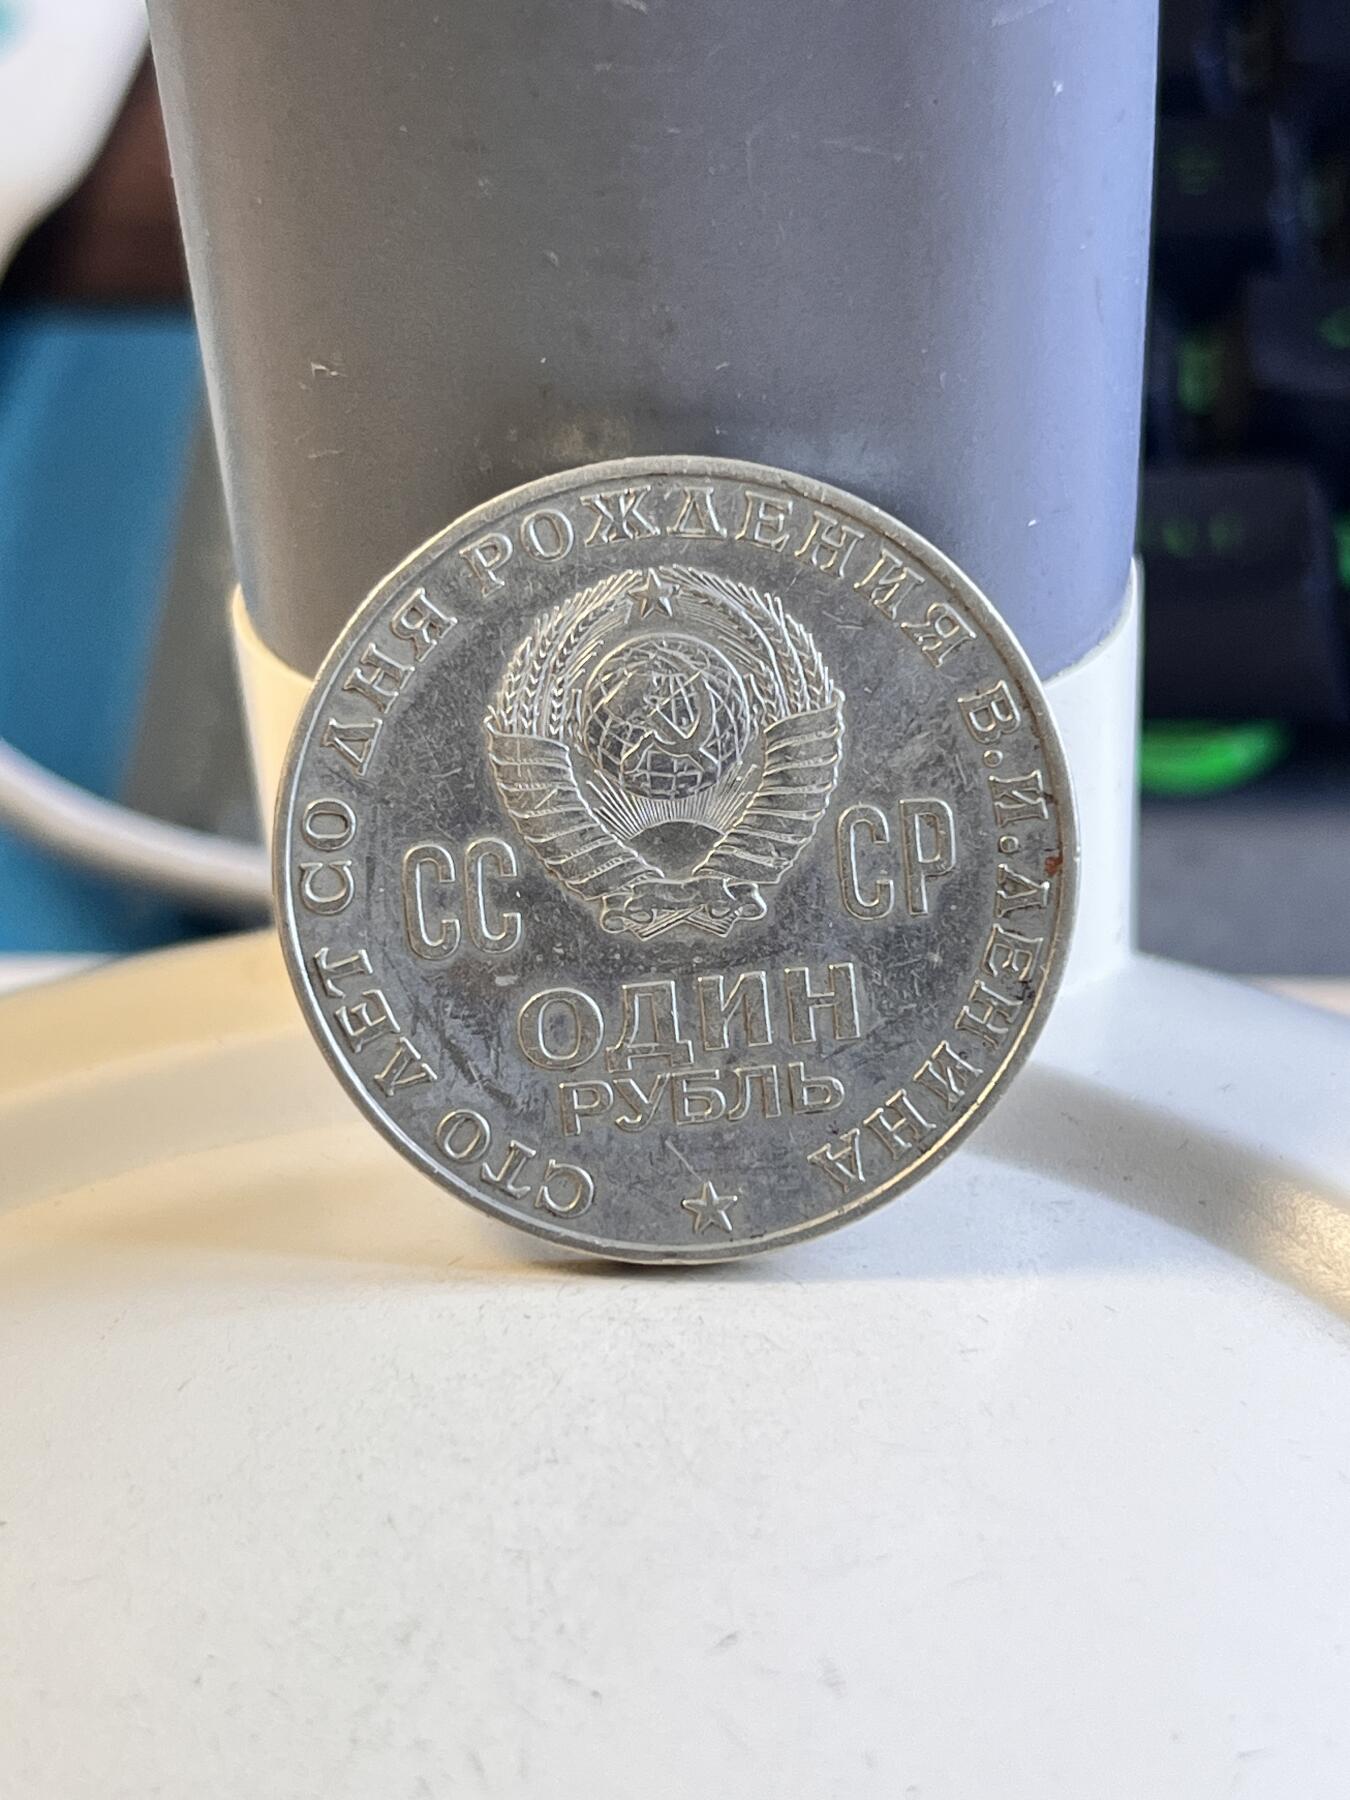 СТО ЛЕТ СО ДНЯ РОЖДЕНИЯ В.И.ЛЕНИНА
СС СР
ОДИН
РУБЛЬ